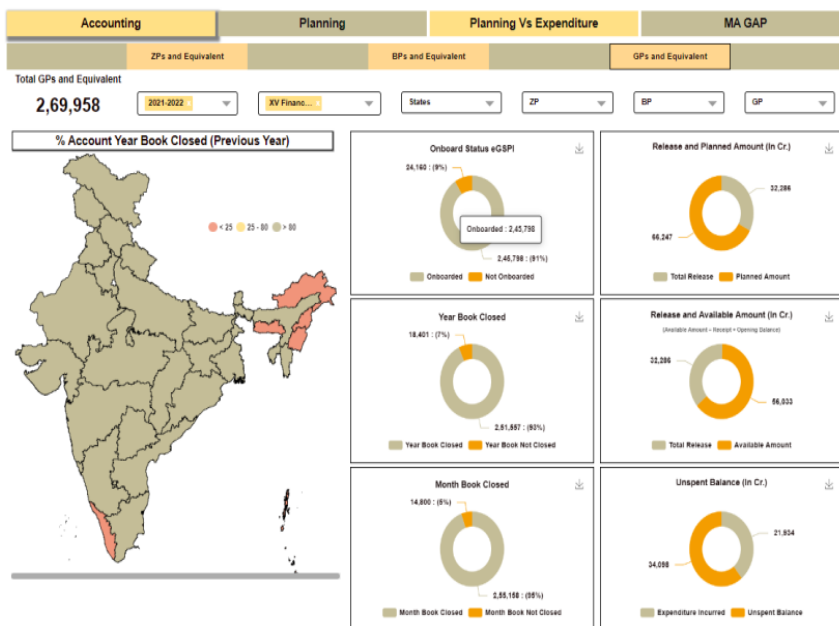 Accounting
Planning
Planning Vs Expenditure
MA GAP
ZPs and Equivalent
BPs and Equivalent
GPs and Equivalent
Total GPs and Equivalent
2,69,958
2021-2022
XV Financ...
States
ZP
BP
GP
% Account Year Book Closed (Previous Year)
< 25
25 - 80
> 80
Onboard Status eGSPI
24,160 : (9%)
Onboarded : 2,45,798
2,45,798 : (91%)
Onboarded
Not Onboarded
Release and Planned Amount (In Cr.)
32,286
66,247
Total Release
Planned Amount
Year Book Closed
18,401 : (7%)
2,51,557 : (93%)
Year Book Closed
Year Book Not Closed
Release and Available Amount (In Cr.)
(Available Amount = Receipt + Opening Balance)
32,286
56,033
Total Release
Available Amount
Month Book Closed
14,800 : (5%)
2,55,158 : (95%)
Month Book Closed
Month Book Not Closed
Unspent Balance (In Cr.)
21,934
34,098
Expenditure Incurred
Unspent Balance